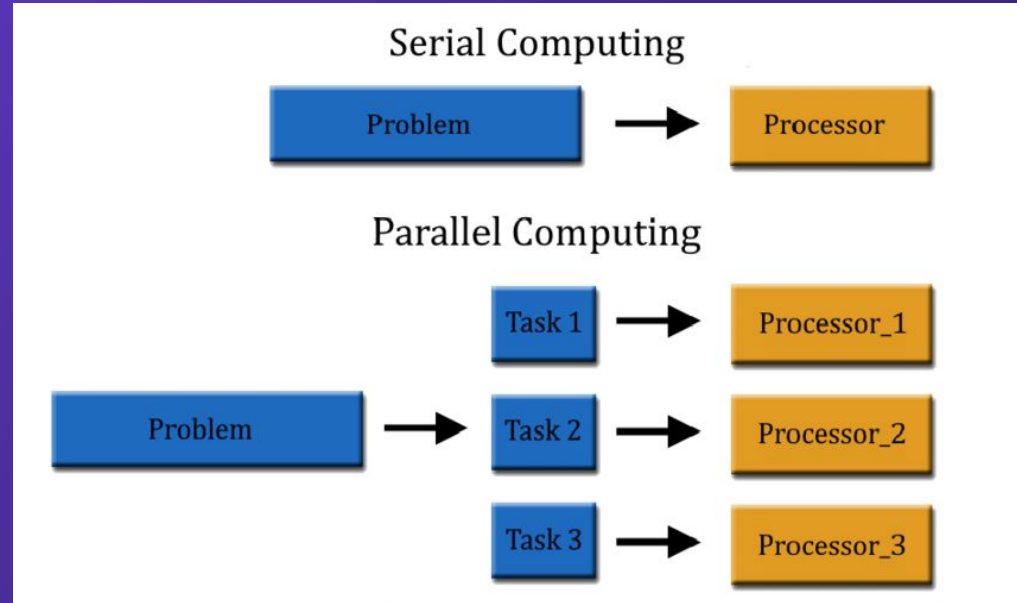 Serial Computing
Problem
Processor
Parallel Computing
Task 1
Processor_1
Problem
Task 2
Processor_2
Task 3
Processor_3